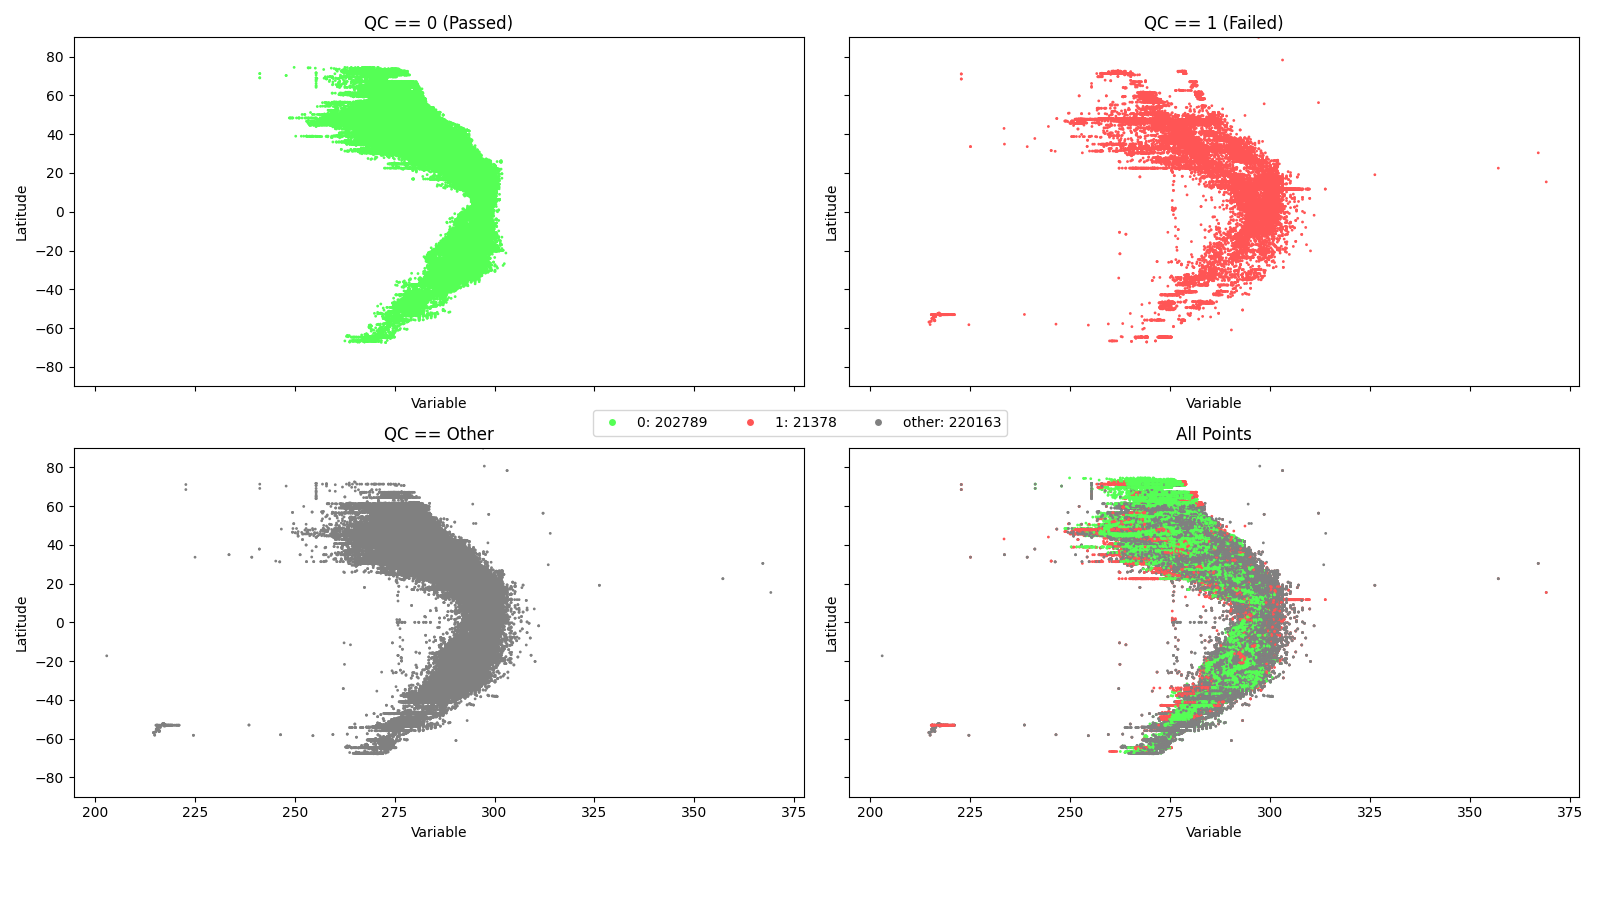 QC == 0 (Passed)
QC == 1 (Failed)
80
60
40
20
0
−20
−40
−60
−80
Latitude
Latitude
Variable
Variable
0: 202789 1: 21378 other: 220163
QC == Other
All Points
80
60
40
20
0
−20
−40
−60
−80
Latitude
Latitude
200 225 250 275 300 325 350 375
200 225 250 275 300 325 350 375
Variable
Variable